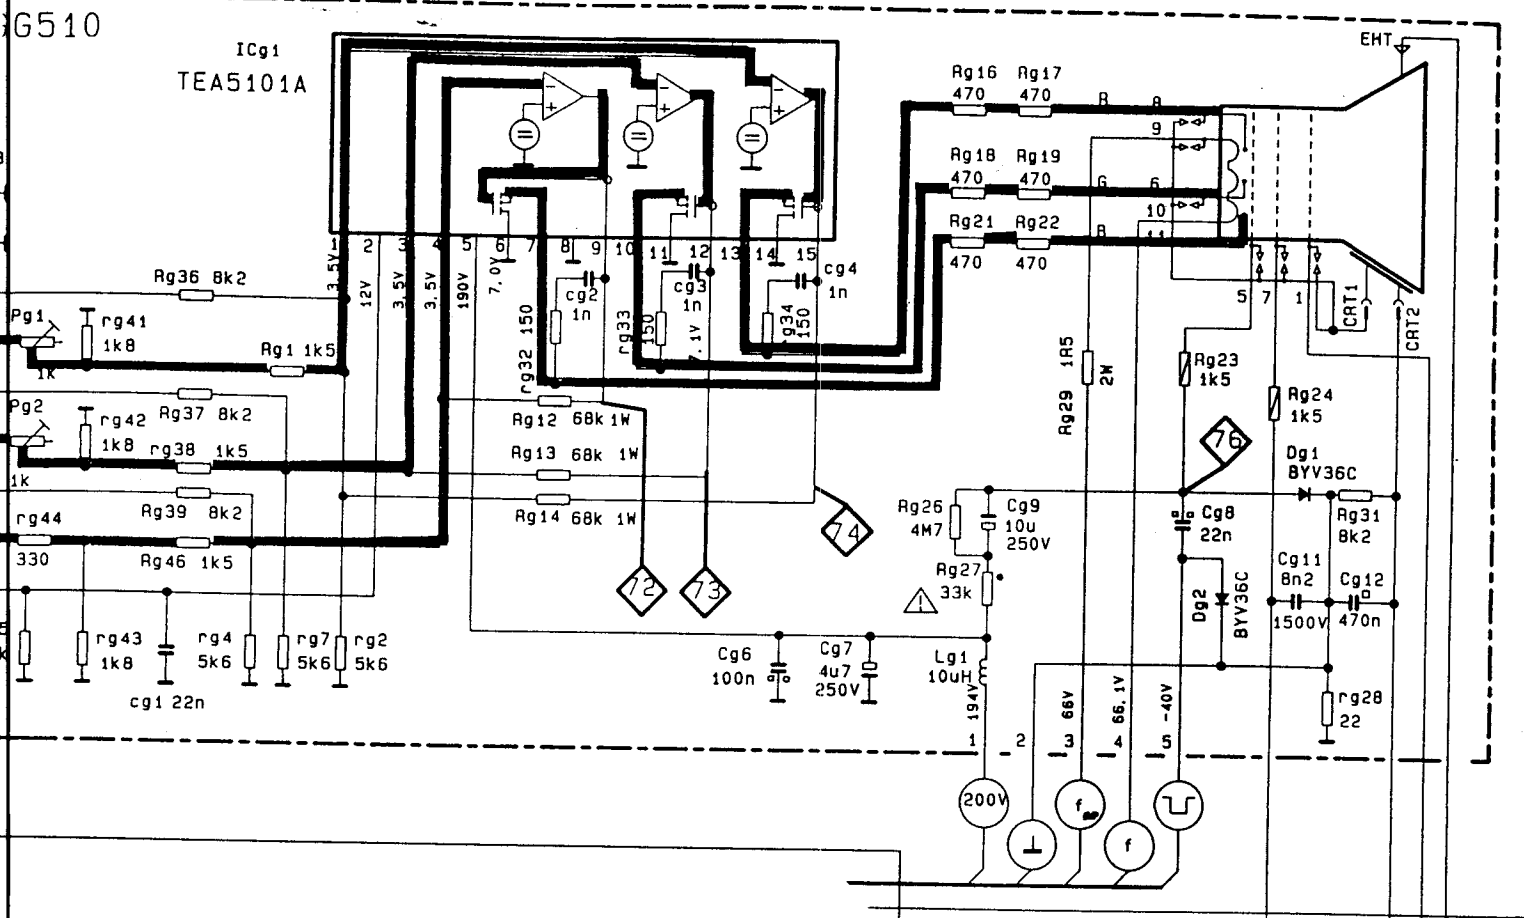 G510
ICg1
TEA5101A
EHT
Rg16 Rg17
470 470
R 8
9
Rg18 Rg19
470 470
G 6
10
Rg21 Rg22
470 470
B 11
1 2 3 4 5 6 7 8 9 10 11 12 13 14 15
3,5V 12V 3,5V 3,5V 190V 7,0V
7,1V
cg2
1n
cg3
1n
cg4
1n
rg32 150
rg33 150
rg34 150
5 7 1
CRT1
CRT2
Rg36 8k2
Pg1
1k
rg41
1k8
Rg1 1k5
Rg37 8k2
Pg2
1k
rg42
1k8
rg38 1k5
Rg39 8k2
rg44
330
Rg46 1k5
Rg12 68k 1W
Rg13 68k 1W
Rg14 68k 1W
72
73
74
76
Rg29 1R5
2W
Rg23
1k5
Rg24
1k5
Dg1
BYV36C
Rg26
4M7
Cg9
10u
250V
Cg8
22n
Rg31
8k2
Rg27
33k
Dg2
BYV36C
Cg11
8n2
1500V
Cg12
470n
rg43
1k8
cg1 22n
rg4
5k6
rg7
5k6
rg2
5k6
Cg6
100n
Cg7
4u7
250V
Lg1
10uH
rg28
22
194V 66V 66,1V -40V
1 2 3 4 5
200V
f
f